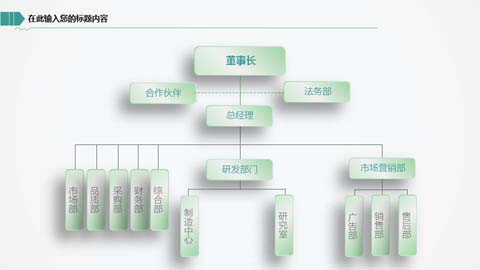 在此输入您的标题内容
董事长
合作伙伴
法务部
总经理
研发部门
市场营销部
市场部
品质部
采购部
财务部
综合部
制造中心
研究室
广告部
销售部
售后部